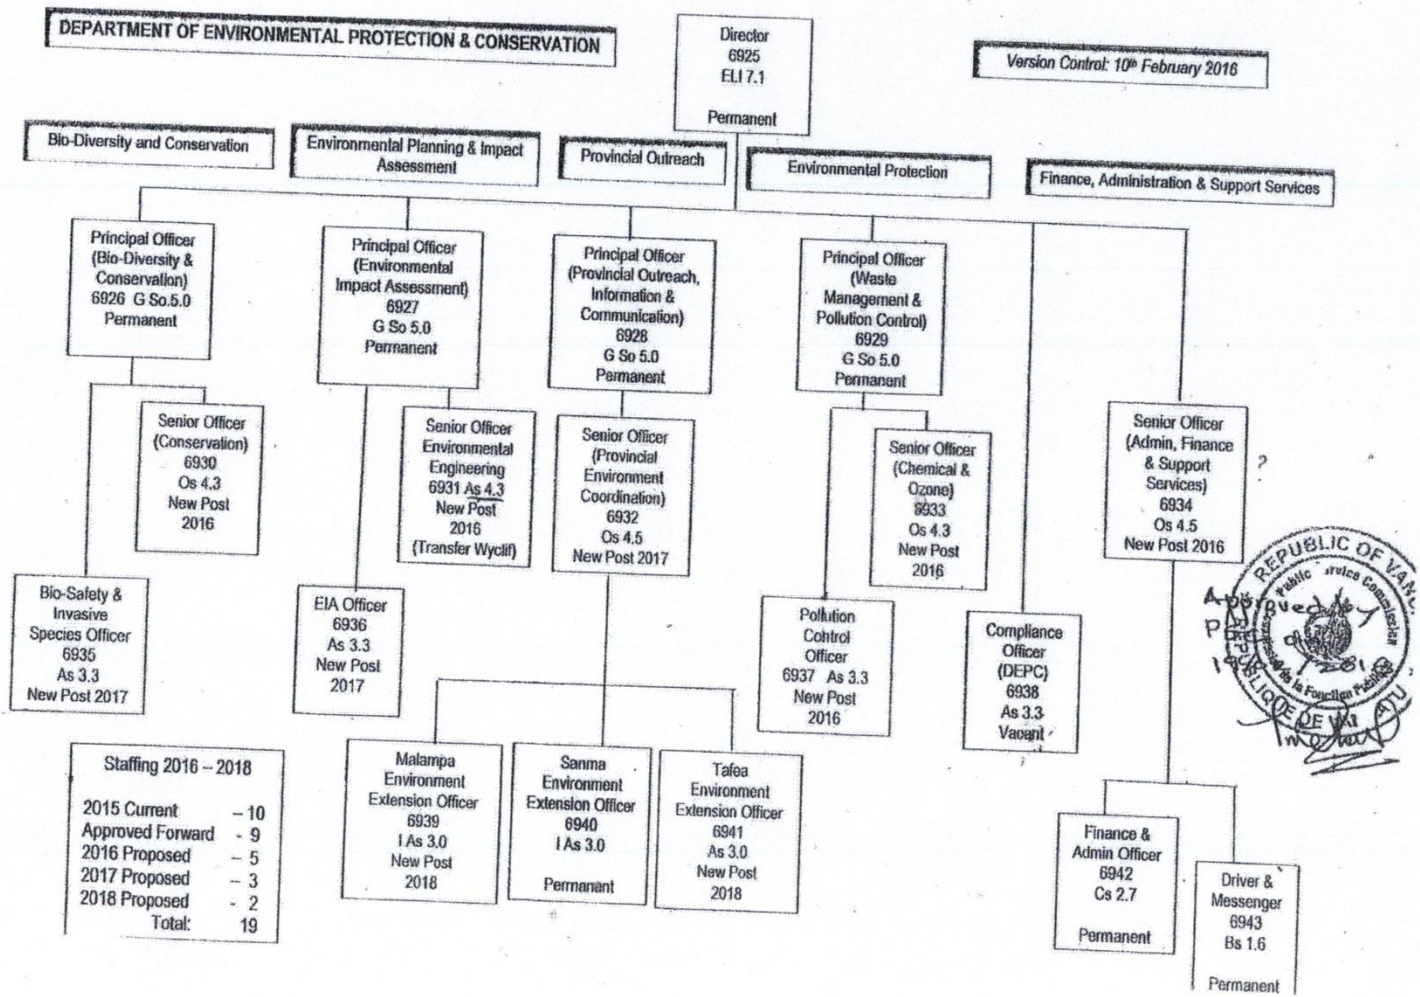 DEPARTMENT OF ENVIRONMENTAL PROTECTION & CONSERVATION
Director
6925
ELI 7.1
Permanent
Version Control: 10th February 2016
Bio-Diversity and Conservation
Environmental Planning & Impact
Assessment
Provincial Outreach
Environmental Protection
Finance, Administration & Support Services
Principal Officer
(Bio-Diversity &
Conservation)
6926 G So.5.0
Permanent
Principal Officer
(Environmental
Impact Assessment)
6927
G So 5.0
Permanent
Principal Officer
(Provincial Outreach,
Information &
Communication)
6928
G So 5.0
Permanent
Principal Officer
(Waste
Management &
Pollution Control)
6929
G So 5.0
Permanent
Senior Officer
(Conservation)
6930
Os 4.3
New Post
2016
Senior Officer
Environmental
Engineering
6931 As 4.3
New Post
2016
(Transfer Wyclif)
Senior Officer
(Provincial
Environment
Coordination)
6932
Os 4.5
New Post 2017
Senior Officer
(Chemical &
Ozone)
6933
Os 4.3
New Post
2016
Senior Officer
(Admin, Finance
& Support
Services)
6934
Os 4.5
New Post 2016
?
Bio-Safety &
Invasive
Species Officer
6935
As 3.3
New Post 2017
EIA Officer
6936
As 3.3
New Post
2017
Pollution
Control
Officer
6937 As 3.3
New Post
2016
Compliance
Officer
(DEPC)
6938
As 3.3
Vacant
REPUBLIC OF
Public Commission
Approved by
de la Fonction
REPUBLIQUE DE
Malampa
Environment
Extension Officer
6939
I As 3.0
New Post
2018
Sanma
Environment
Extension Officer
6940
I As 3.0
Permanent
Tafea
Environment
Extension Officer
6941
As 3.0
New Post
2018
Finance &
Admin Officer
6942
Cs 2.7
Permanent
Driver &
Messenger
6943
Bs 1.6
Permanent
Staffing 2016 – 2018
2015 Current – 10
Approved Forward - 9
2016 Proposed – 5
2017 Proposed – 3
2018 Proposed - 2
Total: 19